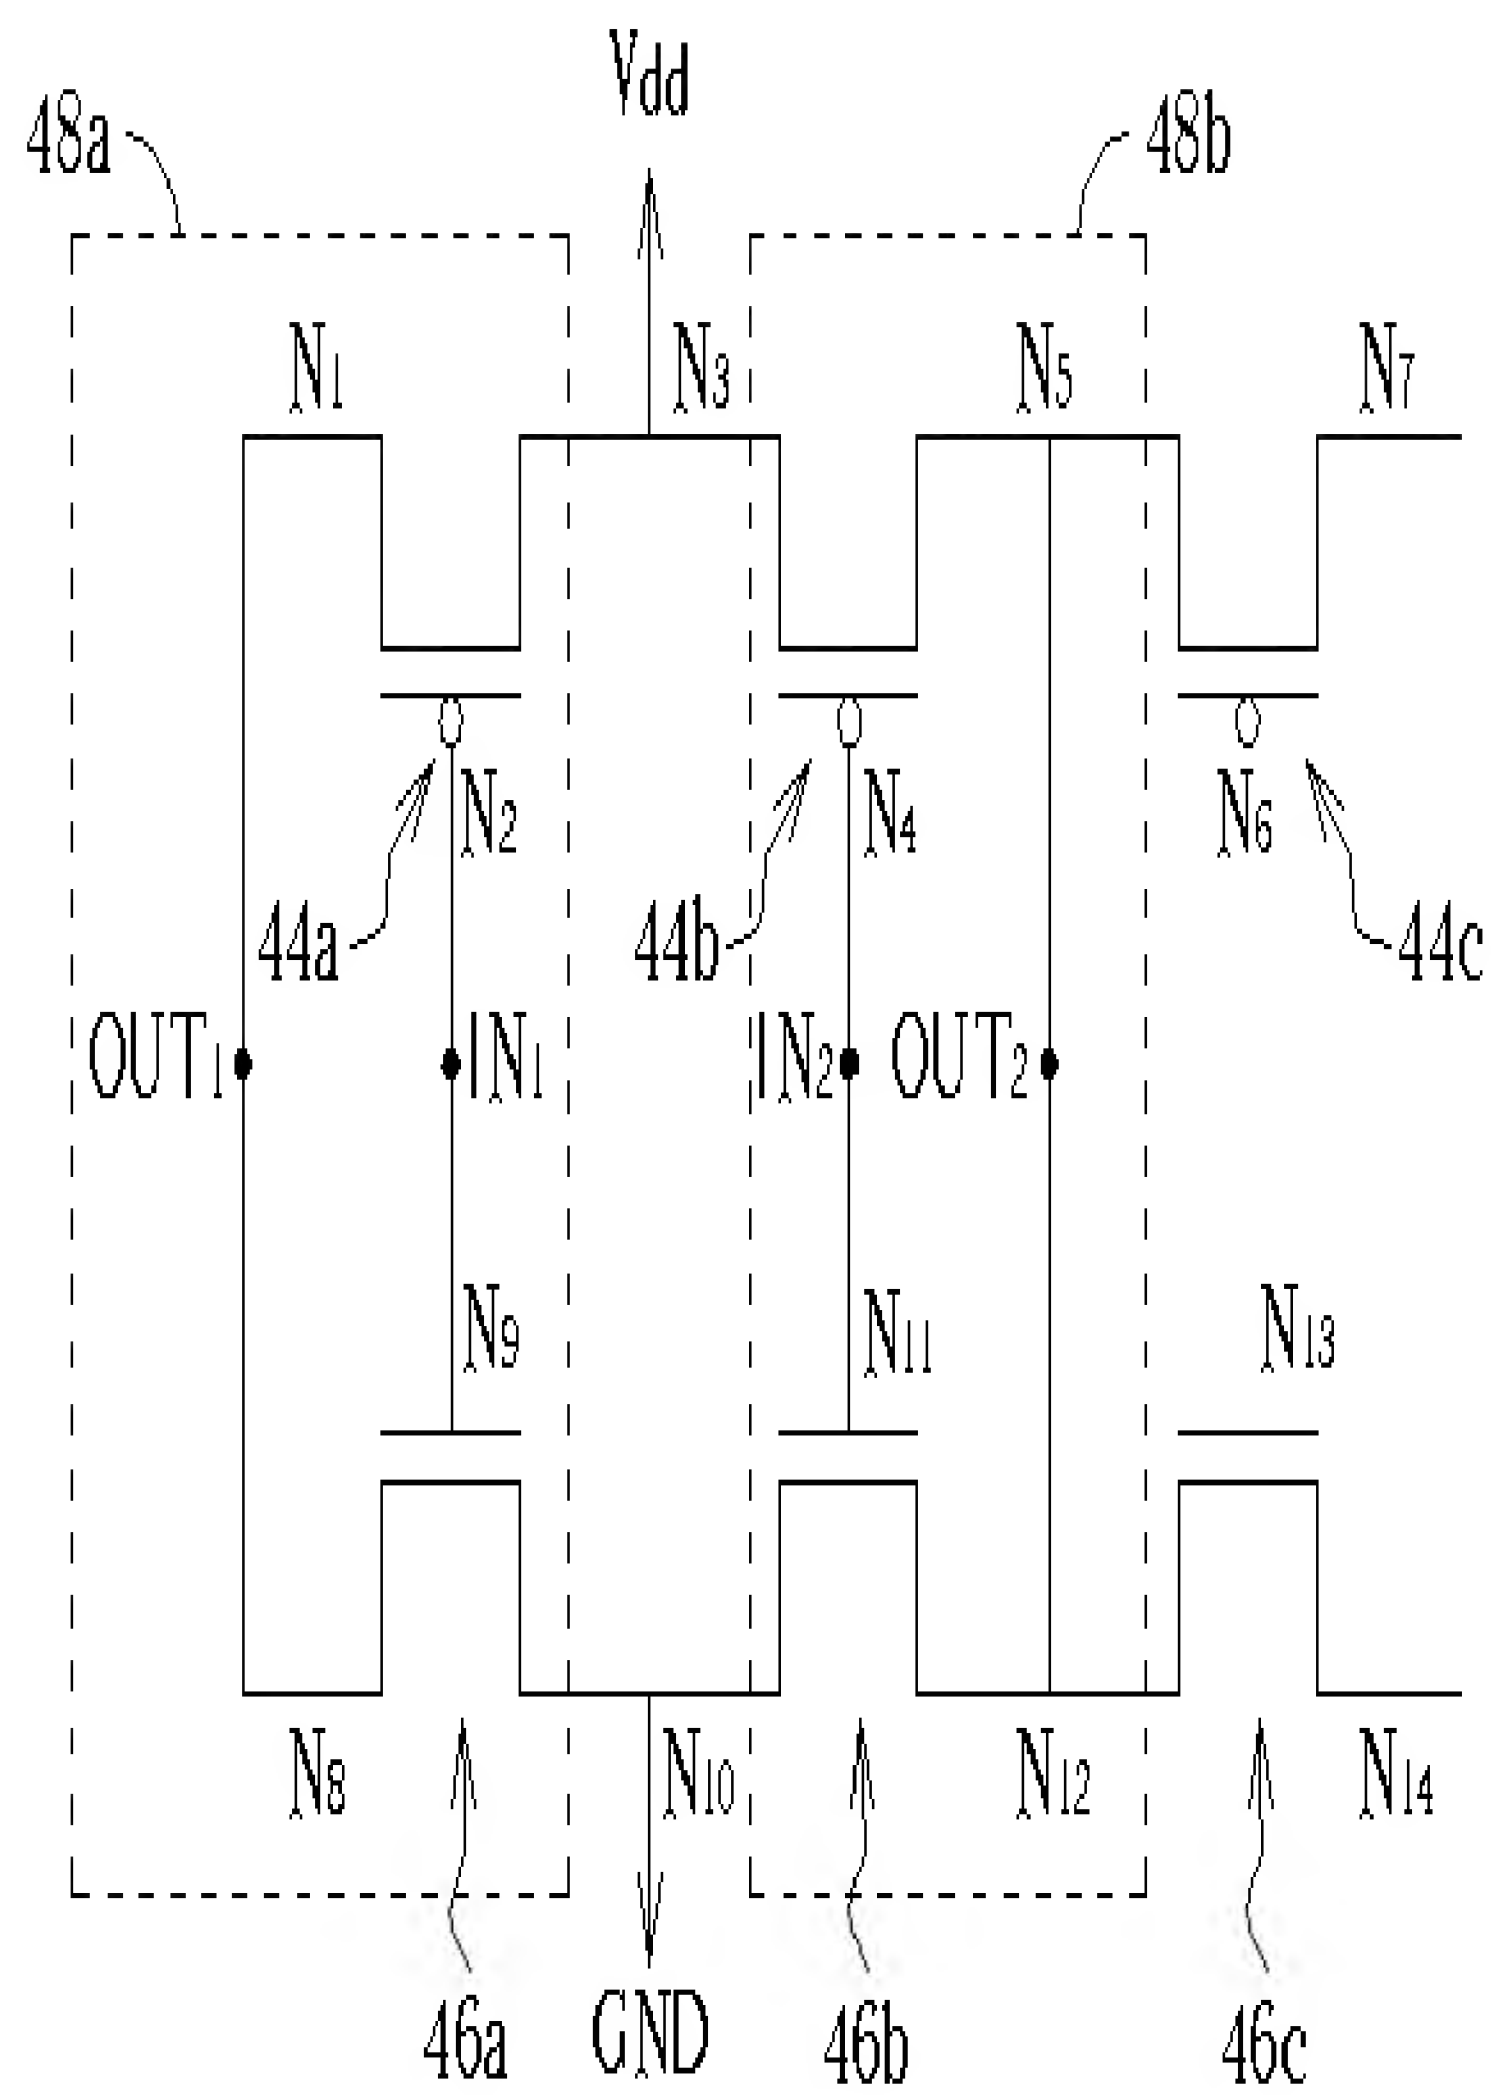 Vdd
48a 48b
N1 N3 N5 N7
N2 N4 N6
44a 44b 44c
OUT1 IN1 IN2 OUT2
N9 N11 N13
N8 N10 N12 N14
46a GND 46b 46c